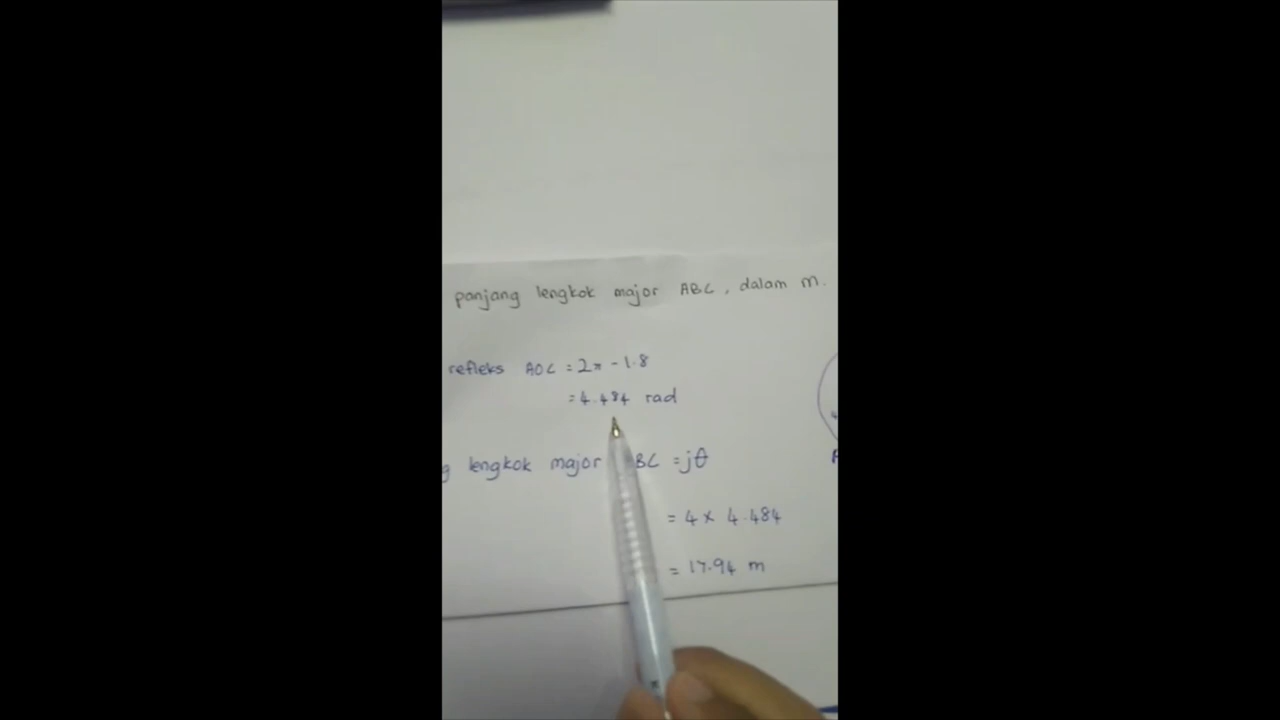 panjang lengkok major ABC, dalam m.
refleks AOC = 2π - 1.8
= 4.484 rad
lengkok major BC = jθ
= 4 × 4.484
= 17.94 m